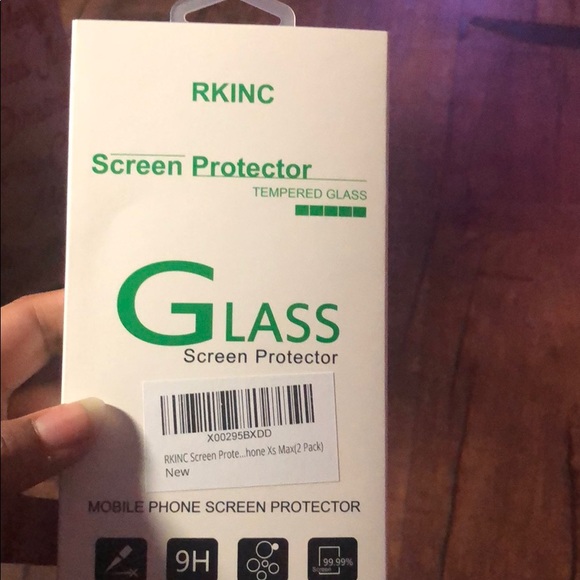 RKINC
Screen Protector
TEMPERED GLASS
GLASS
Screen Protector
X00295BXDD
RKINC Screen Prote...hone Xs Max(2 Pack)
New
MOBILE PHONE SCREEN PROTECTOR
9H
99.99%
Screen